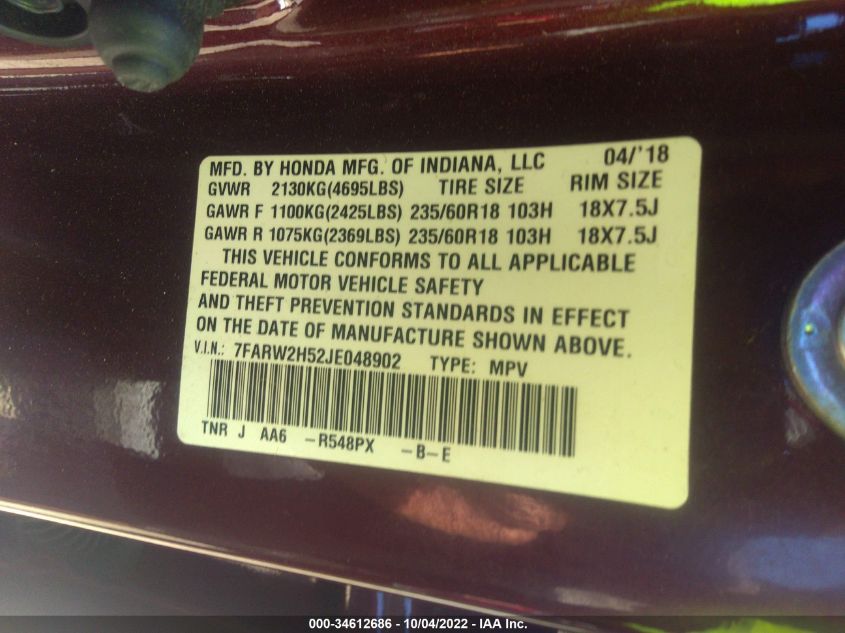 MFD. BY HONDA MFG. OF INDIANA, LLC 04/'18
GVWR 2130KG(4695LBS) TIRE SIZE RIM SIZE
GAWR F 1100KG(2425LBS) 235/60R18 103H 18X7.5J
GAWR R 1075KG(2369LBS) 235/60R18 103H 18X7.5J
THIS VEHICLE CONFORMS TO ALL APPLICABLE
FEDERAL MOTOR VEHICLE SAFETY
AND THEFT PREVENTION STANDARDS IN EFFECT
ON THE DATE OF MANUFACTURE SHOWN ABOVE.
V.I.N.: 7FARW2H52JE048902 TYPE: MPV
TNR J AA6 -R548PX -B-E
000-34612686 - 10/04/2022 - IAA Inc.